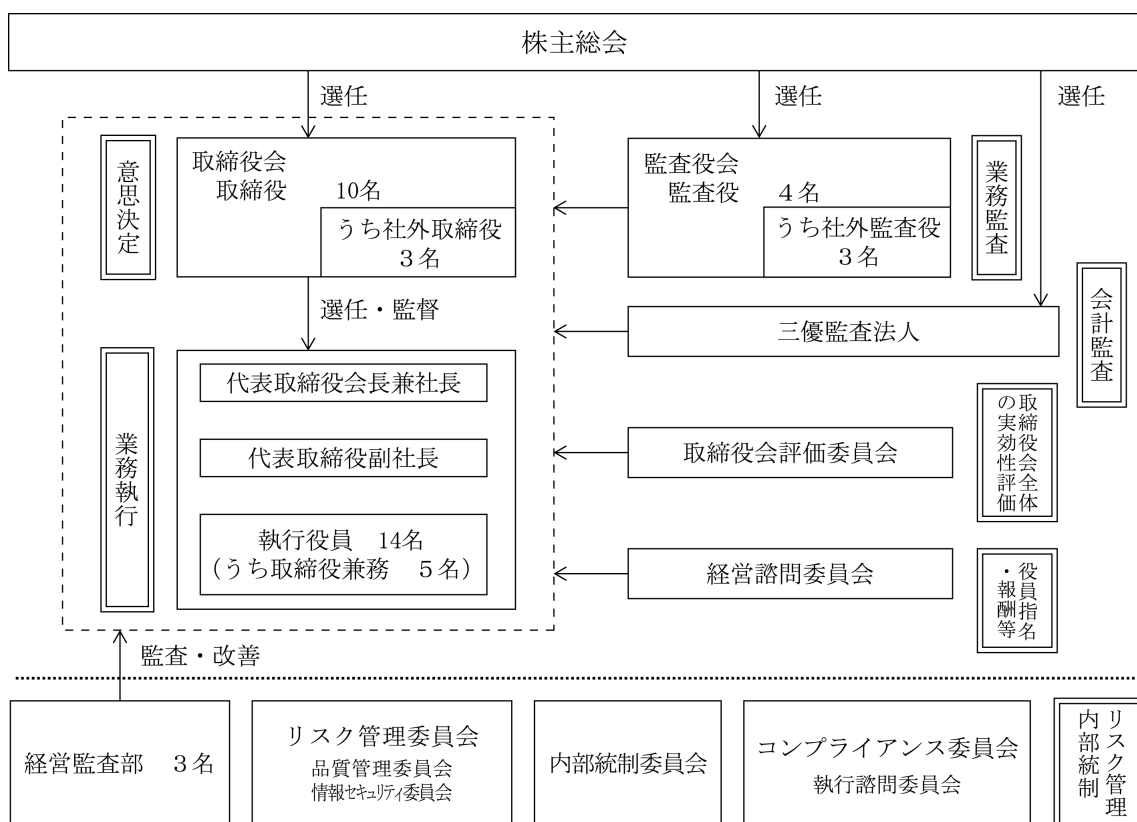 株主総会
選任
選任
選任
意思決定
取締役会
取締役 10名
うち社外取締役
3名
監査役会
監査役 4名
うち社外監査役
3名
業務監査
選任・監督
三優監査法人
会計監査
業務執行
代表取締役会長兼社長
代表取締役副社長
執行役員 14名
(うち取締役兼務 5名)
取締役会評価委員会
取締役会全体
の実効性評価
経営諮問委員会
役員指名
・報酬等
監査・改善
経営監査部 3名
リスク管理委員会
品質管理委員会
情報セキュリティ委員会
内部統制委員会
コンプライアンス委員会
執行諮問委員会
リスク管理
内部統制